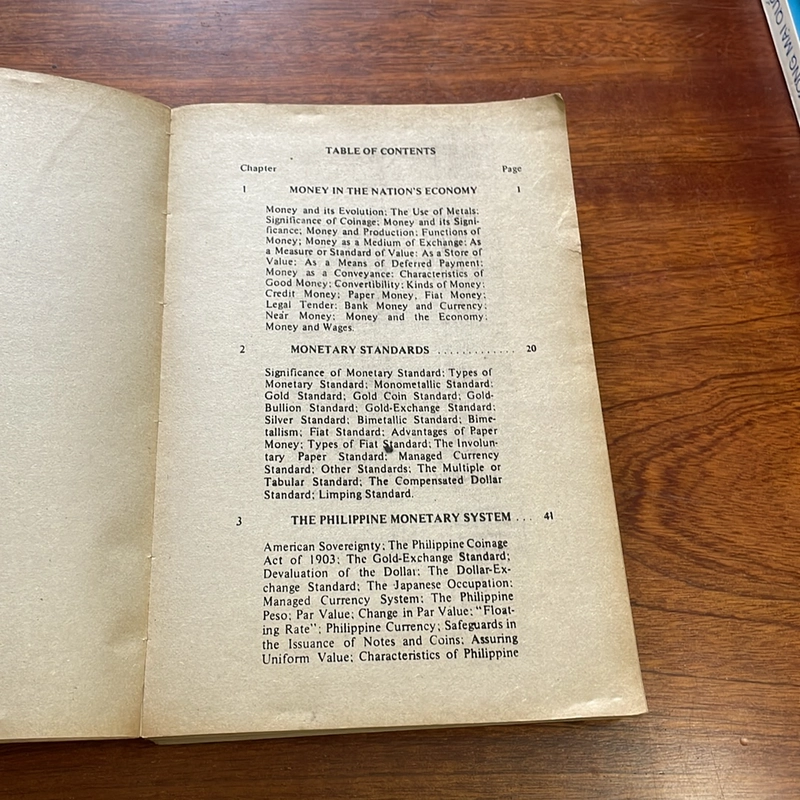 TABLE OF CONTENTS
Chapter Page
1 MONEY IN THE NATION'S ECONOMY 1
Money and its Evolution; The Use of Metals;
Significance of Coinage; Money and its Signi-
ficance; Money and Production; Functions of
Money; Money as a Medium of Exchange; As
a Measure or Standard of Value; As a Store of
Value; As a Means of Deferred Payment;
Money as a Conveyance; Characteristics of
Good Money; Convertibility; Kinds of Money;
Credit Money; Paper Money, Fiat Money;
Legal Tender; Bank Money and Currency;
Near Money; Money and the Economy;
Money and Wages.
2 MONETARY STANDARDS ............. 20
Significance of Monetary Standard; Types of
Monetary Standard; Monometallic Standard;
Gold Standard; Gold Coin Standard; Gold-
Bullion Standard; Gold-Exchange Standard;
Silver Standard; Bimetallic Standard; Bime-
tallism; Fiat Standard; Advantages of Paper
Money; Types of Fiat Standard; The Involun-
tary Paper Standard; Managed Currency
Standard; Other Standards; The Multiple or
Tabular Standard; The Compensated Dollar
Standard; Limping Standard.
3 THE PHILIPPINE MONETARY SYSTEM ... 41
American Sovereignty; The Philippine Coinage
Act of 1903; The Gold-Exchange Standard;
Devaluation of the Dollar; The Dollar-Ex-
change Standard; The Japanese Occupation;
Managed Currency System; The Philippine
Peso; Par Value; Change in Par Value; "Float-
ing Rate"; Philippine Currency; Safeguards in
the Issuance of Notes and Coins; Assuring
Uniform Value; Characteristics of Philippine